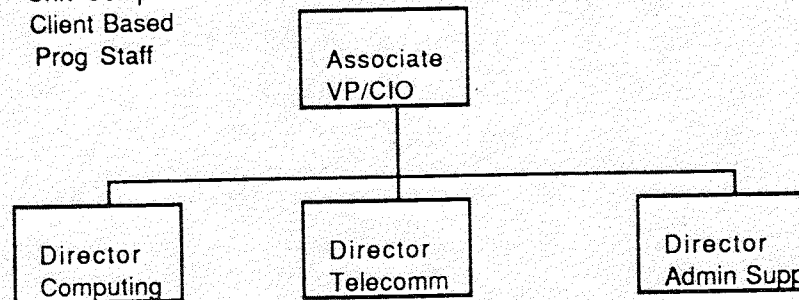 Client Based
Prog Staff
Associate
VP/CIO
Director
Computing
Director
Telecomm
Director
Admin Supp